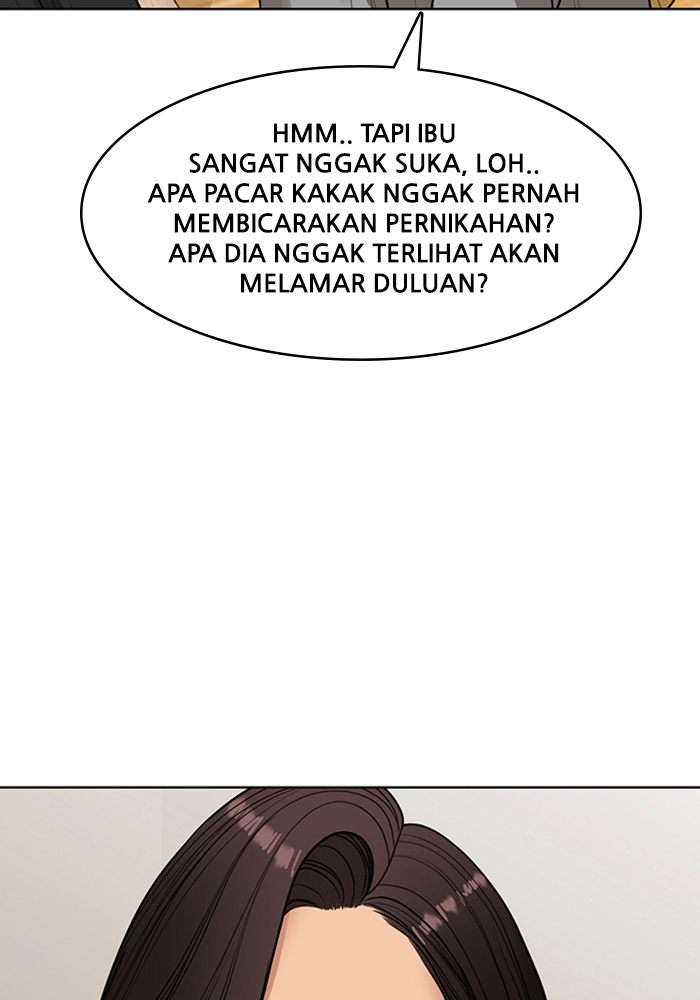 HMM.. TAPI IBU
SANGAT NGGAK SUKA, LOH..
APA PACAR KAKAK NGGAK PERNAH
MEMBICARAKAN PERNIKAHAN?
APA DIA NGGAK TERLIHAT AKAN
MELAMAR DULUAN?